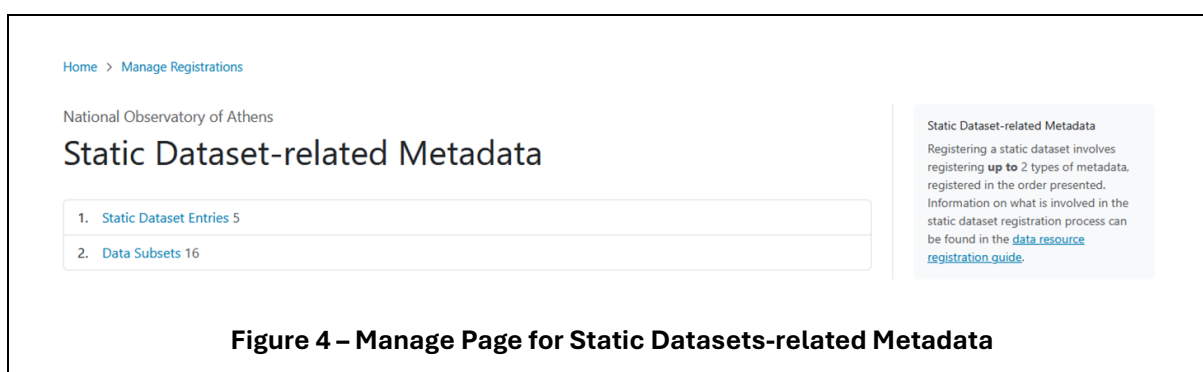 Home > Manage Registrations
National Observatory of Athens
Static Dataset-related Metadata
1. Static Dataset Entries 5
2. Data Subsets 16
Static Dataset-related Metadata
Registering a static dataset involves
registering up to 2 types of metadata,
registered in the order presented.
Information on what is involved in the
static dataset registration process can
be found in the data resource
registration guide.
Figure 4 – Manage Page for Static Datasets-related Metadata